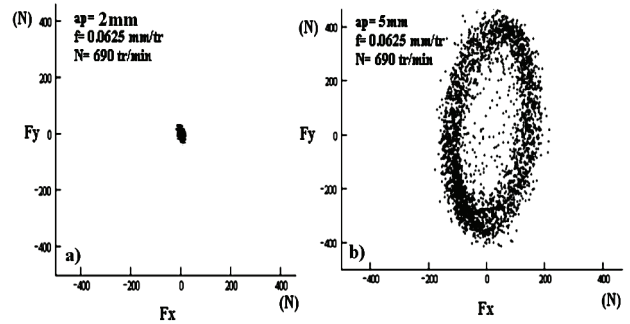 (N)
ap= 2mm
f= 0.0625 mm/tr
N= 690 tr/min
400
200
Fy
0
-200
-400
a)
-400
-200
0
200
400
(N)
Fx
(N)
ap= 5mm
f= 0.0625 mm/tr
N= 690 tr/min
400
200
Fy
0
-200
-400
b)
-400
-200
0
200
400
(N)
Fx